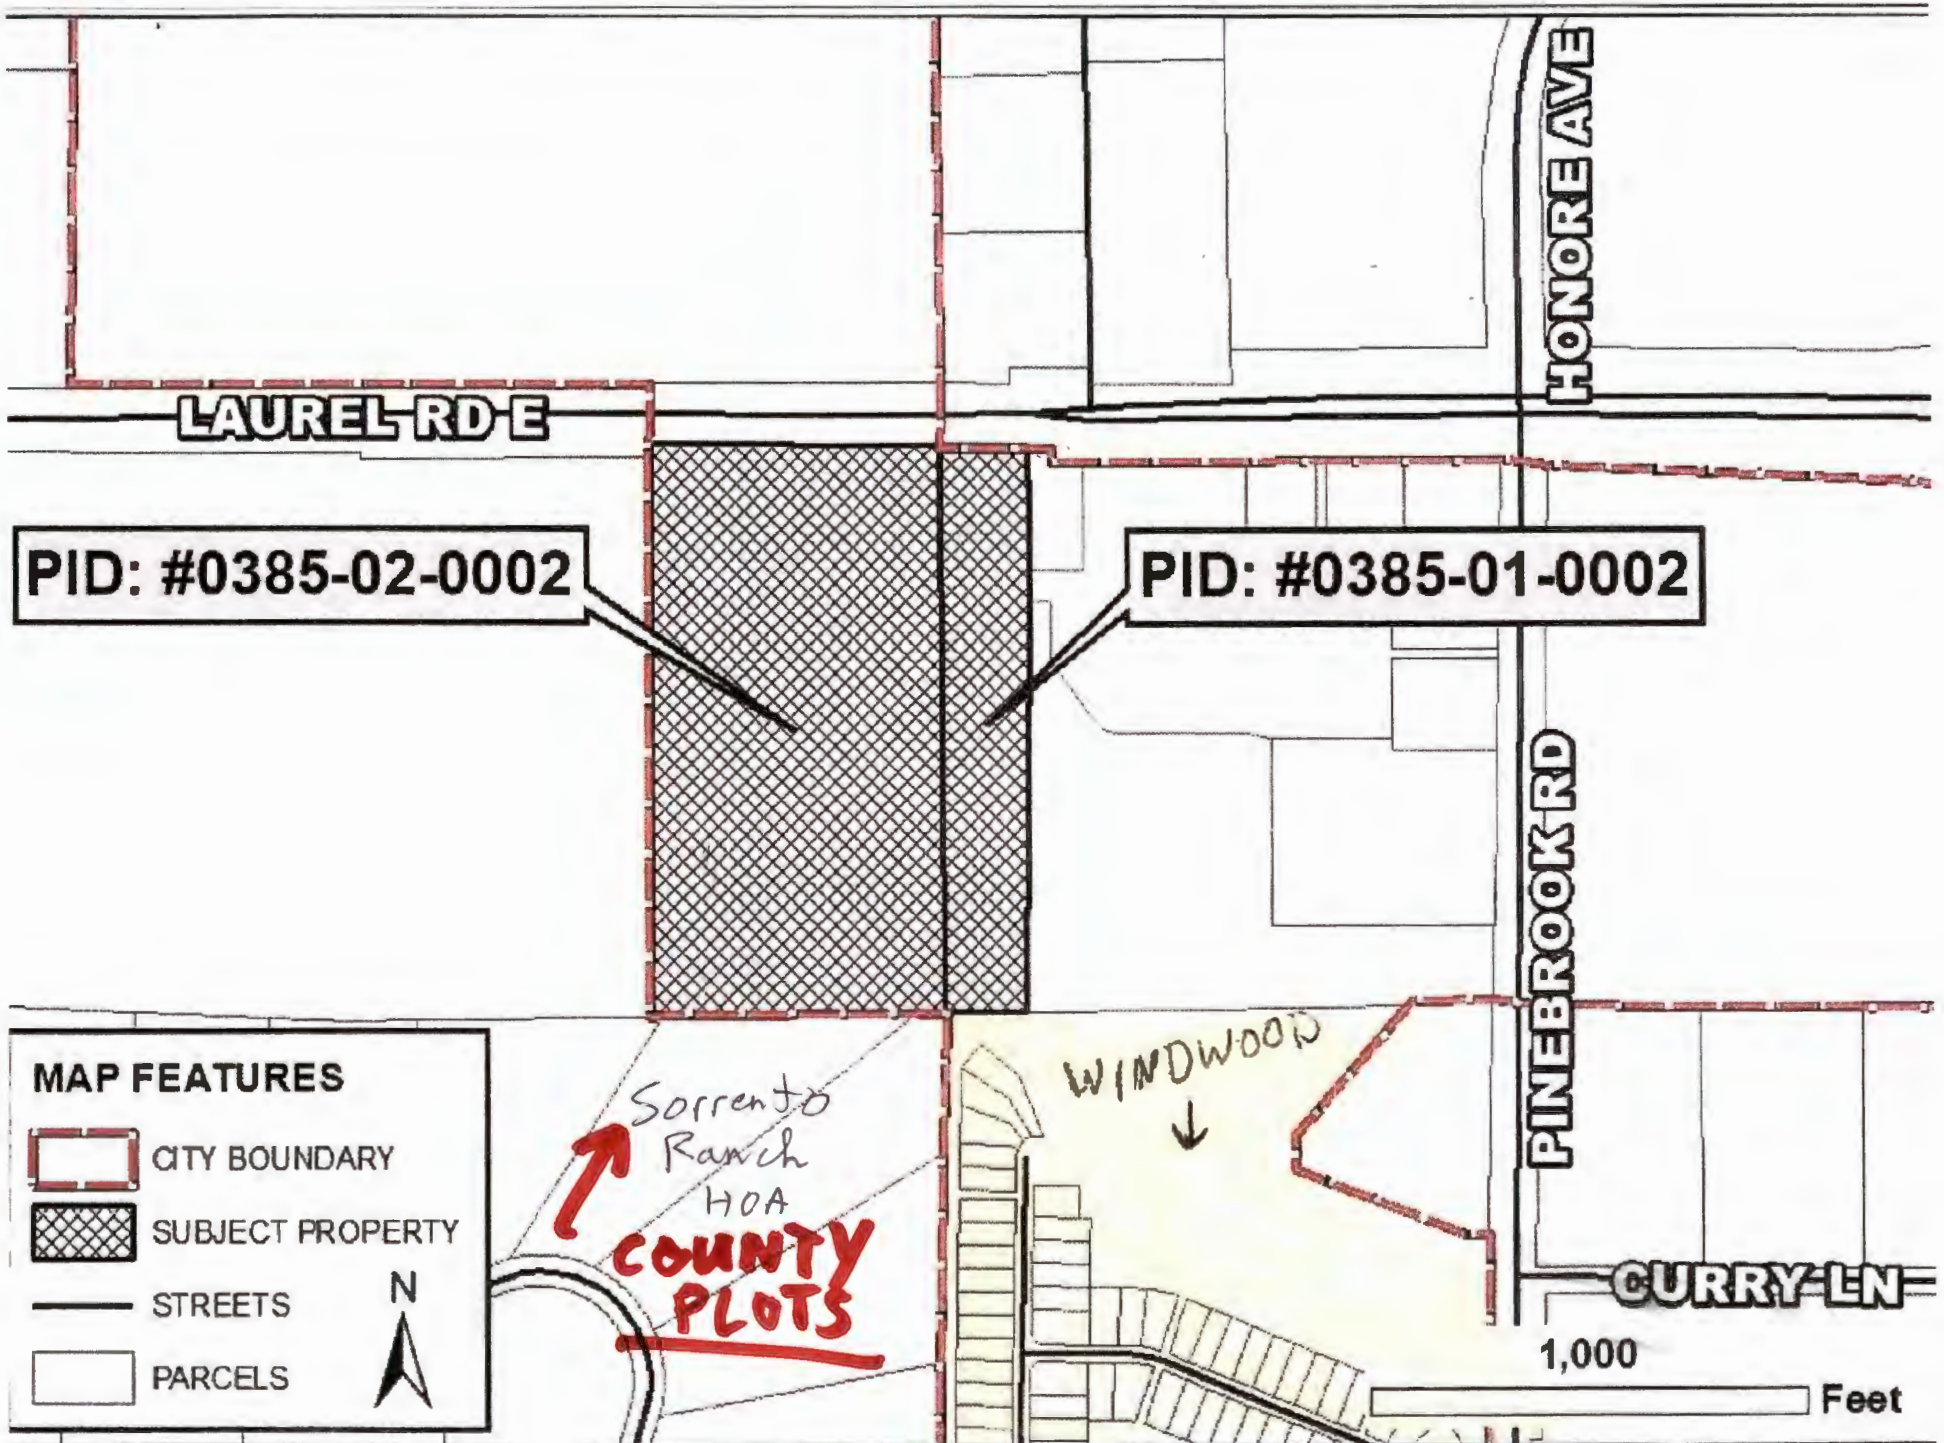 HONORE AVE
LAUREL RD E
PID: #0385-02-0002
PID: #0385-01-0002
PINEBROOK RD
MAP FEATURES
CITY BOUNDARY
SUBJECT PROPERTY
STREETS
PARCELS
N
Sorrento
Ranch
HOA
COUNTY
PLOTS
WINDWOOD
CURRY LN
1,000
Feet